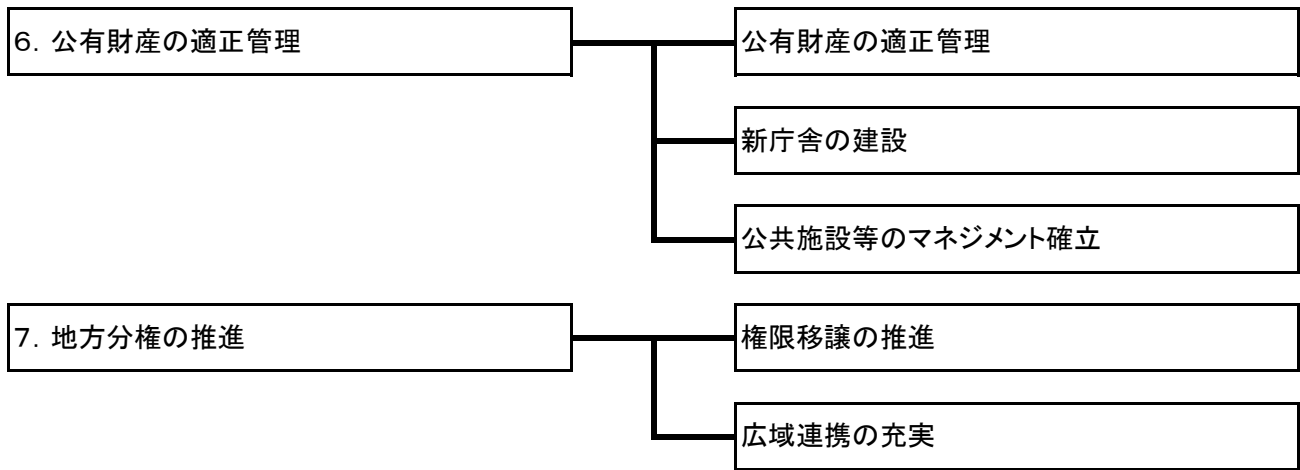 6．公有財産の適正管理
公有財産の適正管理
新庁舎の建設
公共施設等のマネジメント確立
7．地方分権の推進
権限移譲の推進
広域連携の充実